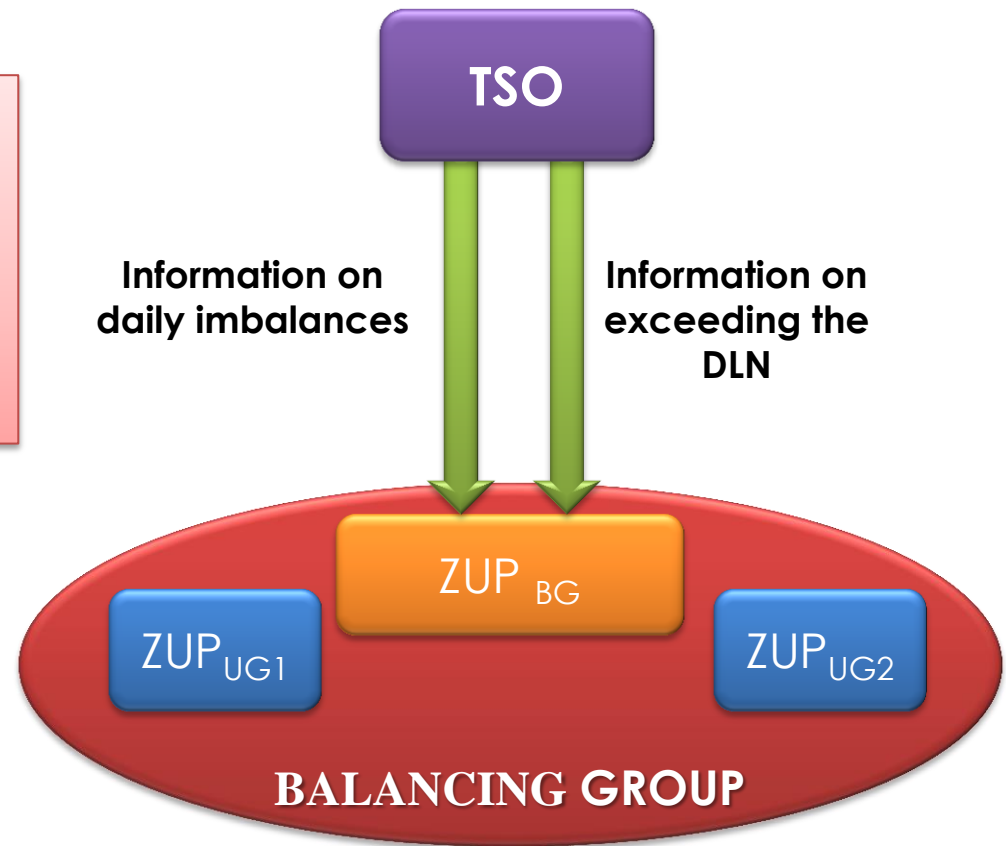 TSO
Information on
daily imbalances
Information on
exceeding the
DLN
ZUP BG
ZUPUG1
ZUPUG2
BALANCING GROUP